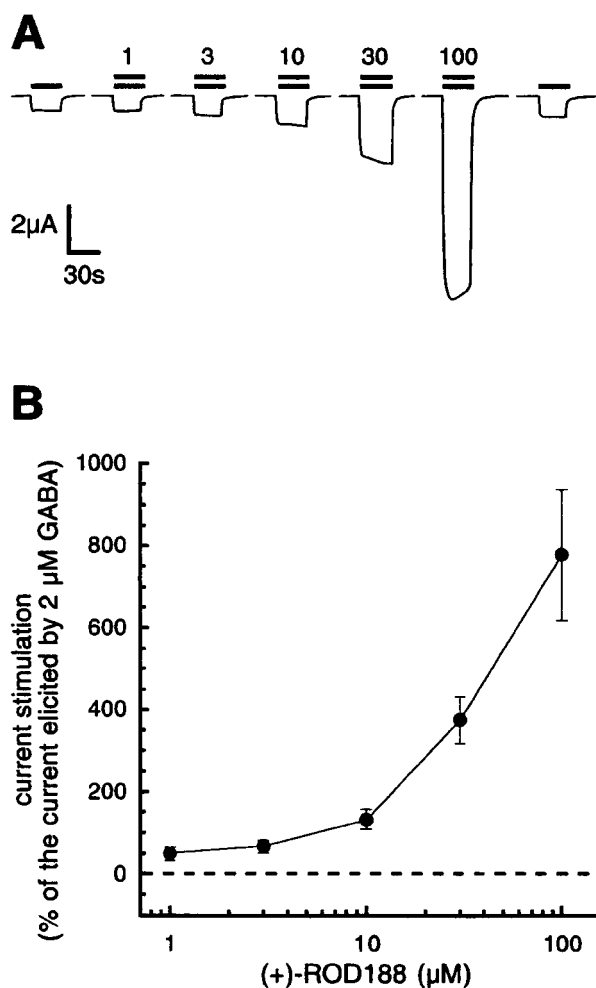 A
1 3 10 30 100
2µA
30s
B
current stimulation
(% of the current elicited by 2 µM GABA)
1000
800
600
400
200
0
1 10 100
(+)-ROD188 (µM)